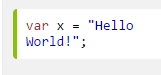 var x = "Hello
World!";